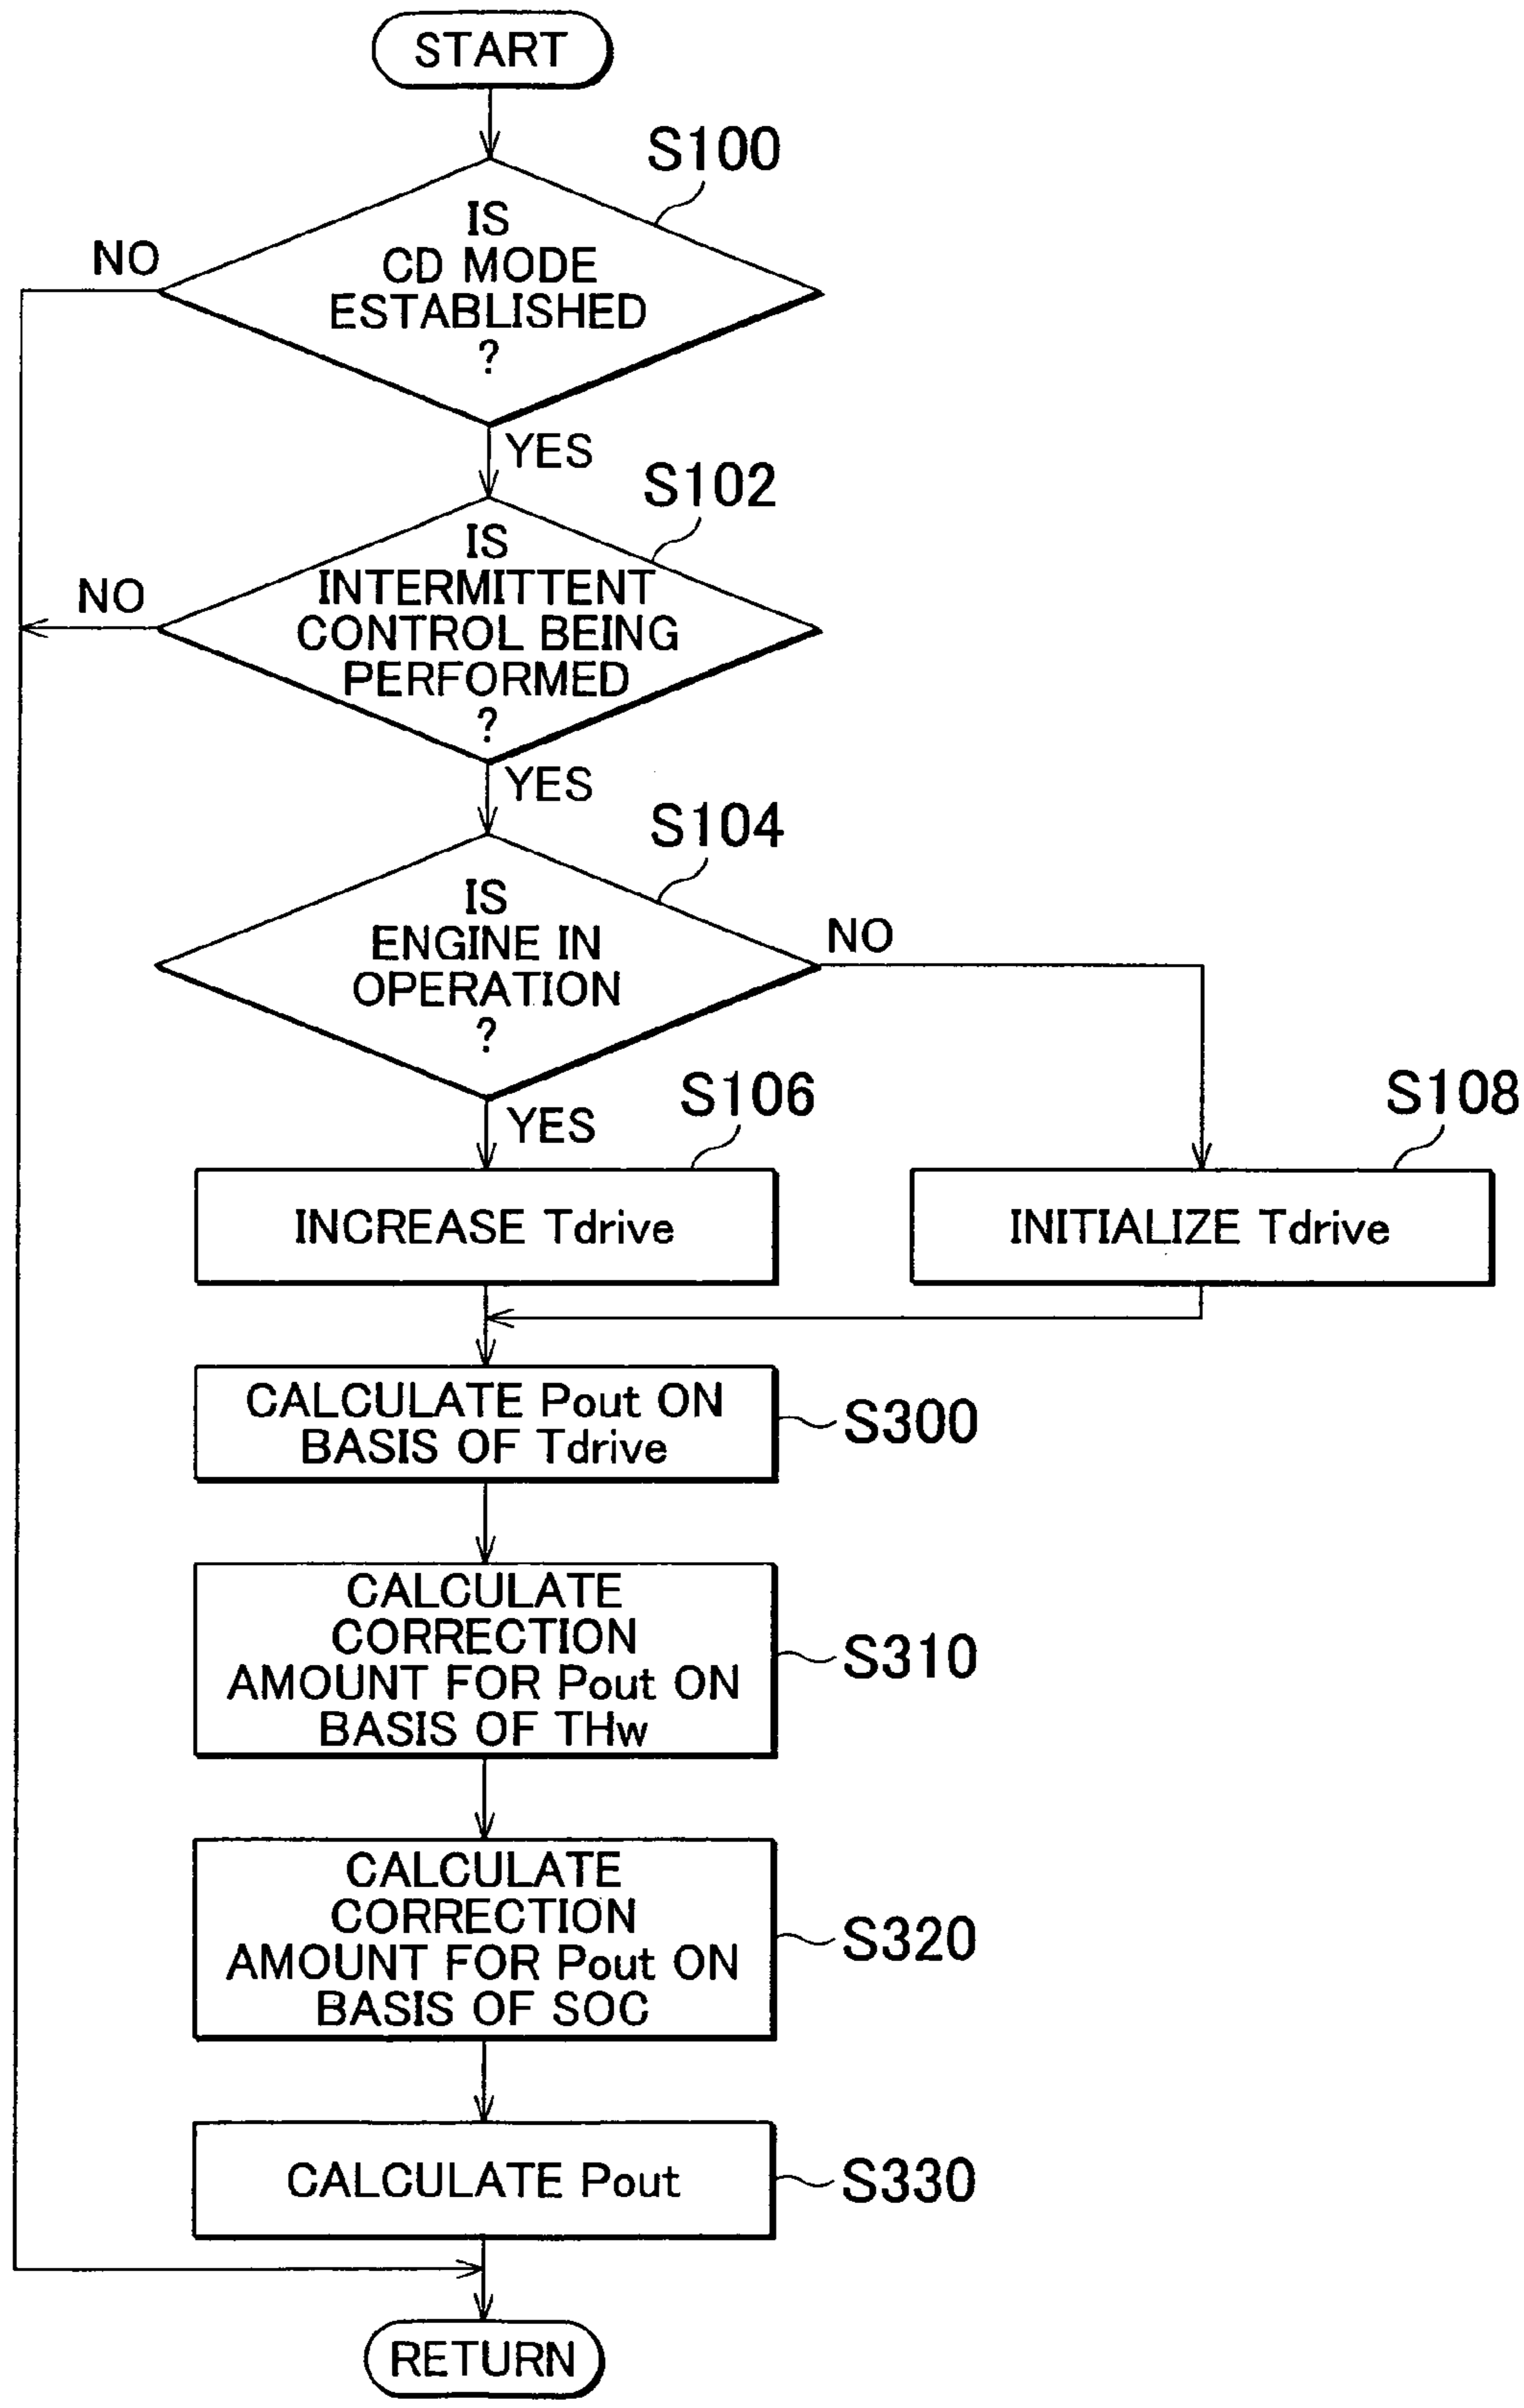 START
S100
IS
CD MODE
ESTABLISHED
?
NO
YES
S102
IS
INTERMITTENT
CONTROL BEING
PERFORMED
?
NO
YES
S104
IS
ENGINE IN
OPERATION
?
NO
YES
S106
INCREASE Tdrive
S108
INITIALIZE Tdrive
CALCULATE Pout ON
BASIS OF Tdrive
S300
CALCULATE
CORRECTION
AMOUNT FOR Pout ON
BASIS OF THw
S310
CALCULATE
CORRECTION
AMOUNT FOR Pout ON
BASIS OF SOC
S320
CALCULATE Pout
S330
RETURN